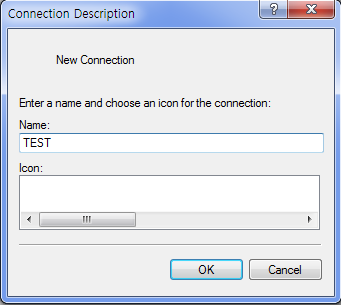 Connection Description
New Connection
Enter a name and choose an icon for the connection:
Name:
TEST
Icon:
OK
Cancel